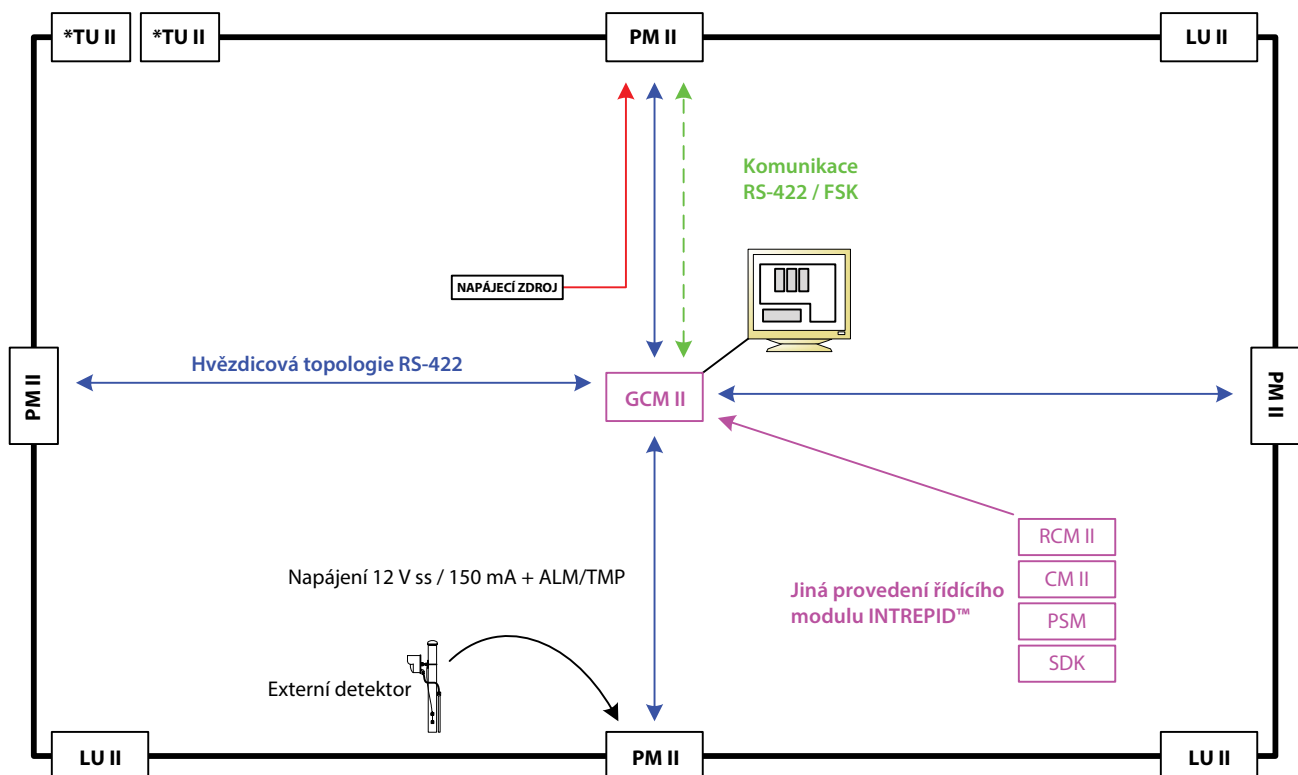 *TU II
*TU II
PM II
LU II
Komunikace
RS-422 / FSK
NAPÁJECÍ ZDROJ
PM II
Hvězdicová topologie RS-422
GCM II
PM II
RCM II
Napájení 12 V ss / 150 mA + ALM/TMP
CM II
Jiná provedení řídícího
modulu INTREPID™
PSM
SDK
Externí detektor
LU II
PM II
LU II